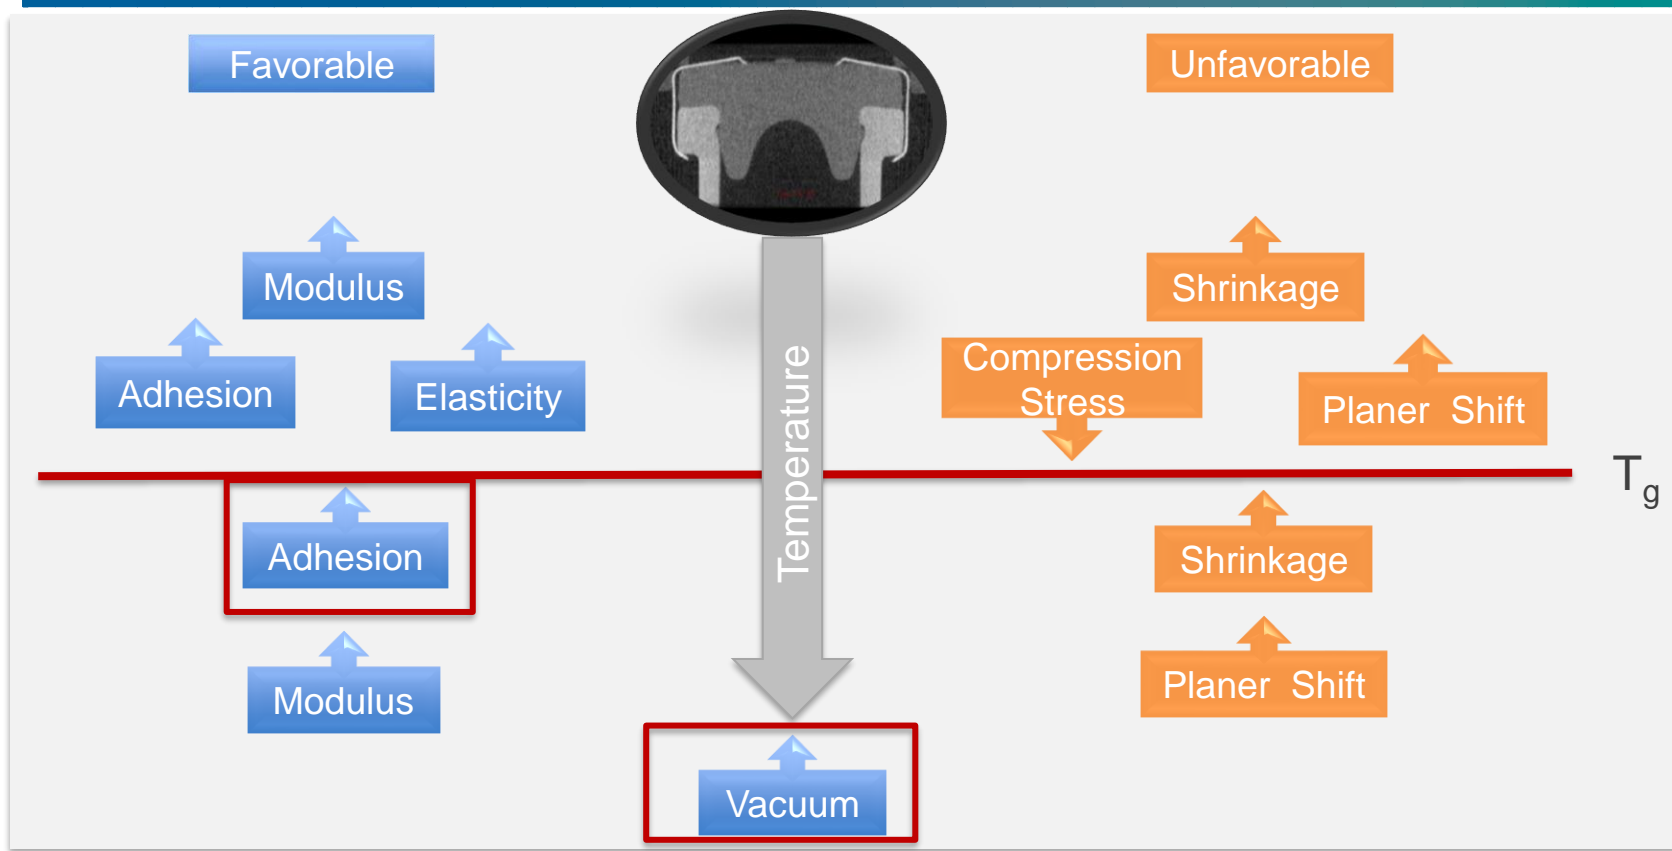 Favorable
Unfavorable
Modulus
Shrinkage
Adhesion
Elasticity
Temperature
Compression
Stress
Planer Shift
Tg
Adhesion
Shrinkage
Modulus
Planer Shift
Vacuum